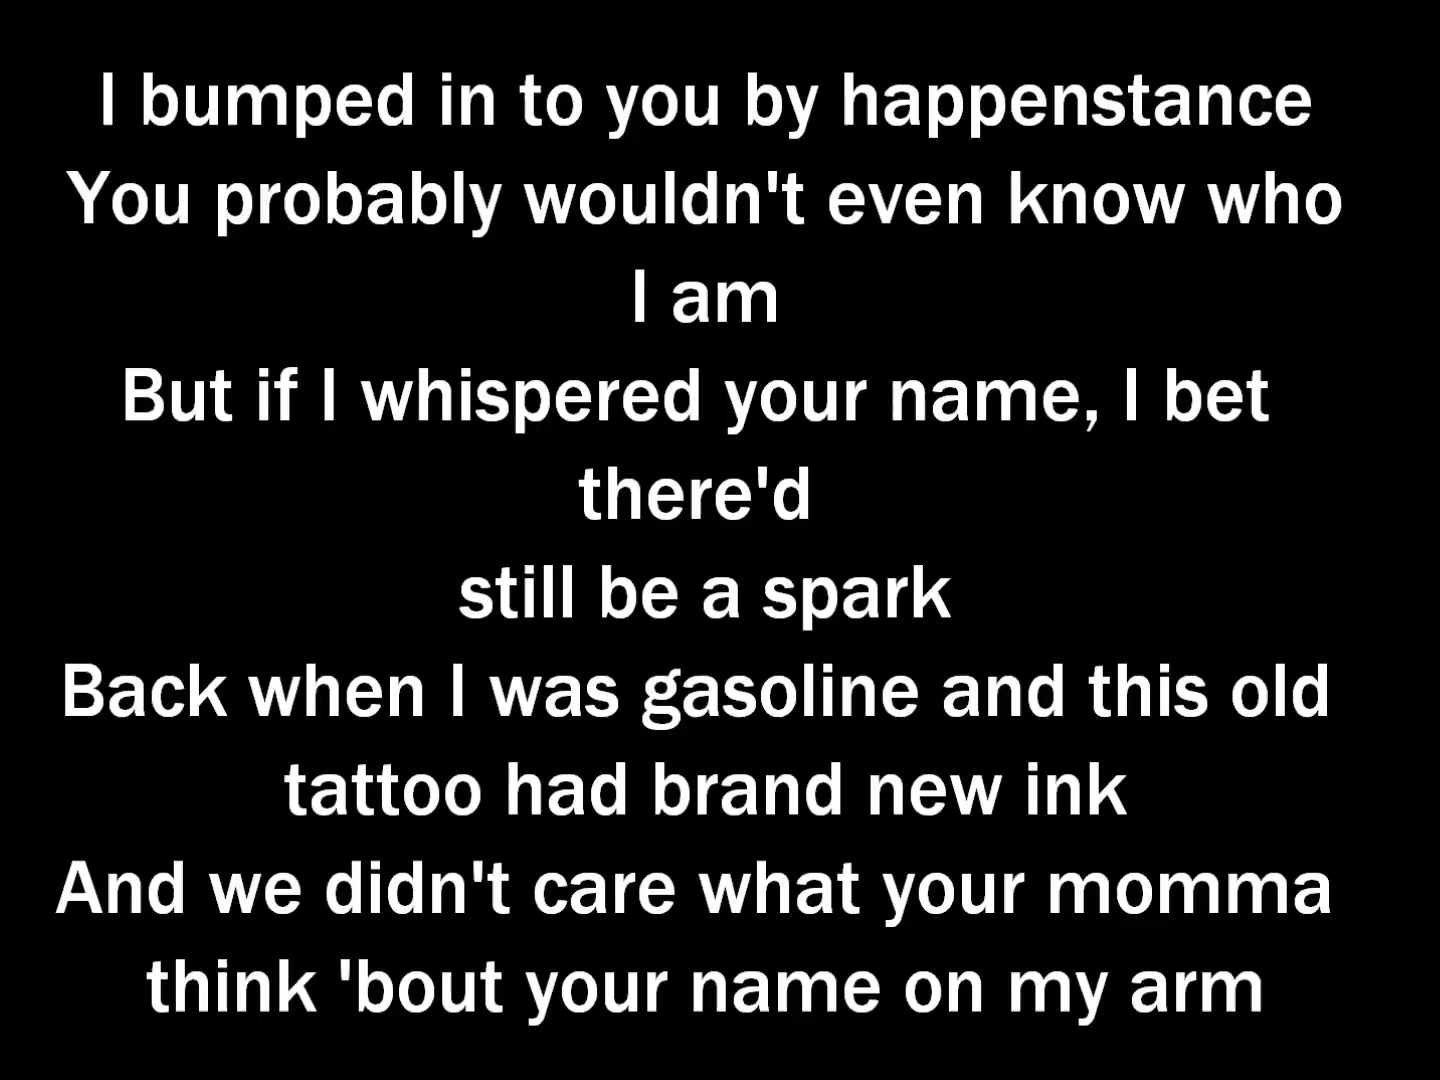 I bumped in to you by happenstance
You probably wouldn't even know who
I am
But if I whispered your name, I bet
there'd
still be a spark
Back when I was gasoline and this old
tattoo had brand new ink
And we didn't care what your momma
think 'bout your name on my arm